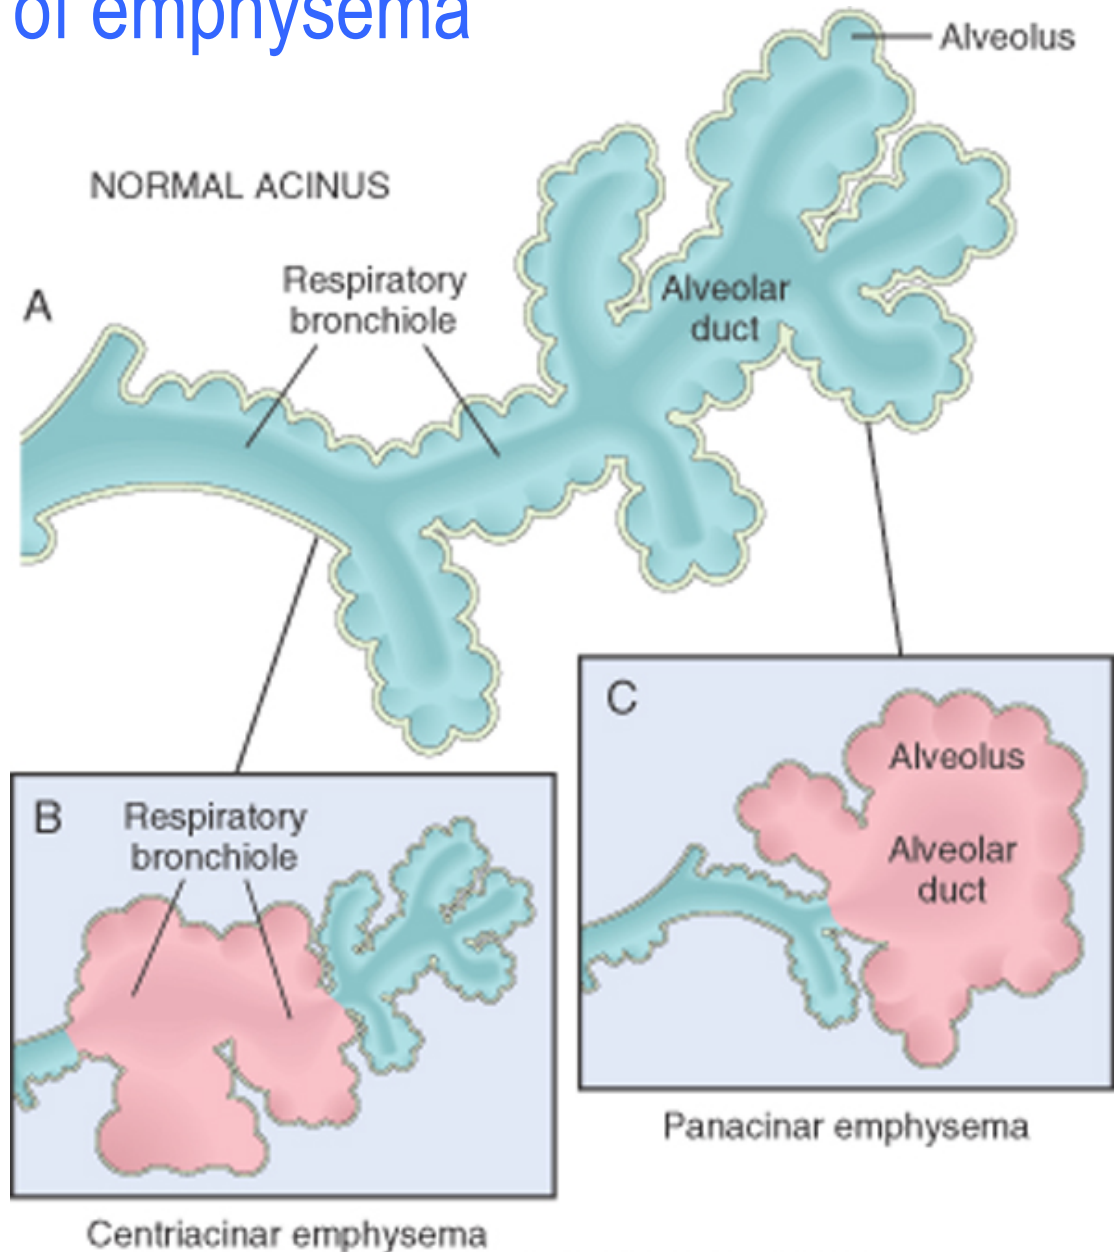 of emphysema
Alveolus
NORMAL ACINUS
A
Respiratory
bronchiole
Alveolar
duct
B
Respiratory
bronchiole
Centriacinar emphysema
C
Alveolus
Alveolar
duct
Panacinar emphysema